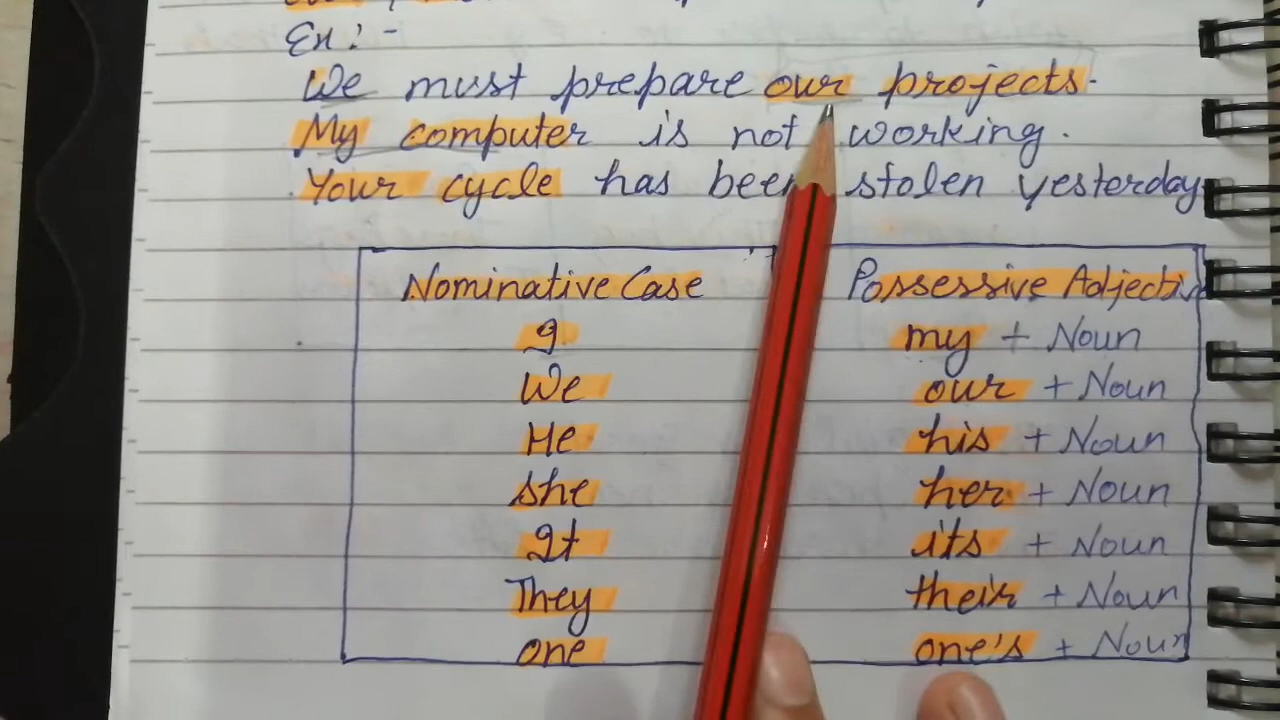 Ex :-
We must prepare our projects.
My computer is not working.
Your cycle has been stolen yesterday
Nominative Case Possessive Adjectiv
I my + Noun
We our + Noun
He his + Noun
she her + Noun
It its + Noun
They their + Noun
one one's + Noun